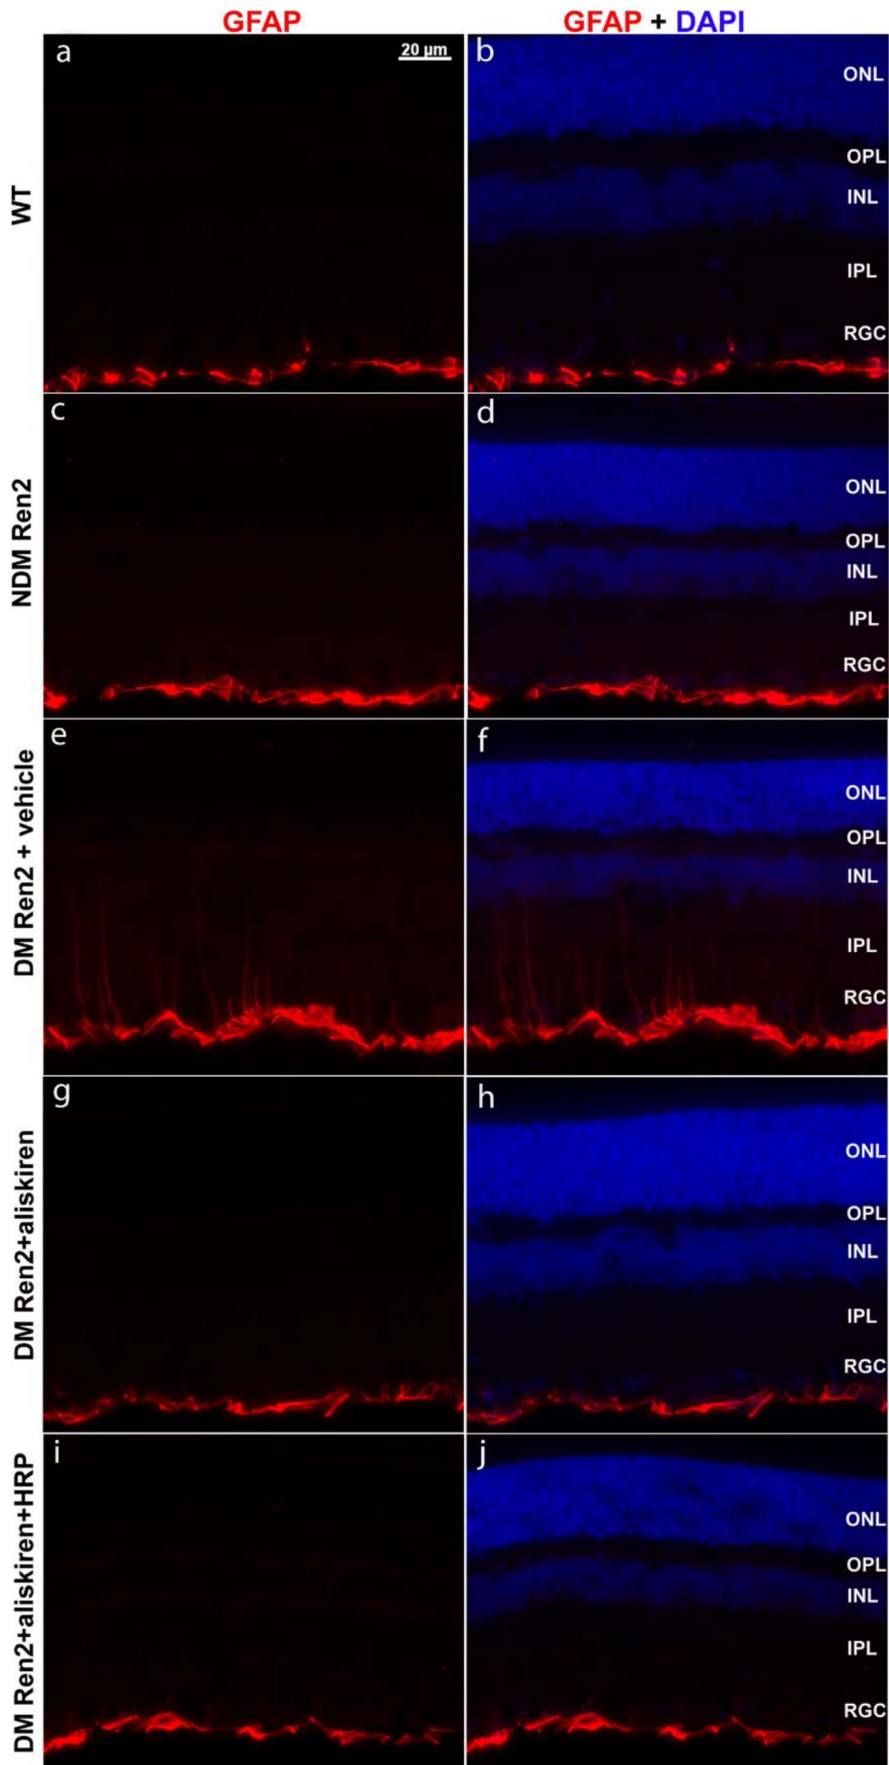 GFAP
GFAP + DAPI
WT
a
20 µm
b
ONL
OPL
INL
IPL
RGC
NDM Ren2
c
d
ONL
OPL
INL
IPL
RGC
DM Ren2 + vehicle
e
f
ONL
OPL
INL
IPL
RGC
DM Ren2+aliskiren
g
h
ONL
OPL
INL
IPL
RGC
DM Ren2+aliskiren+HRP
i
j
ONL
OPL
INL
IPL
RGC